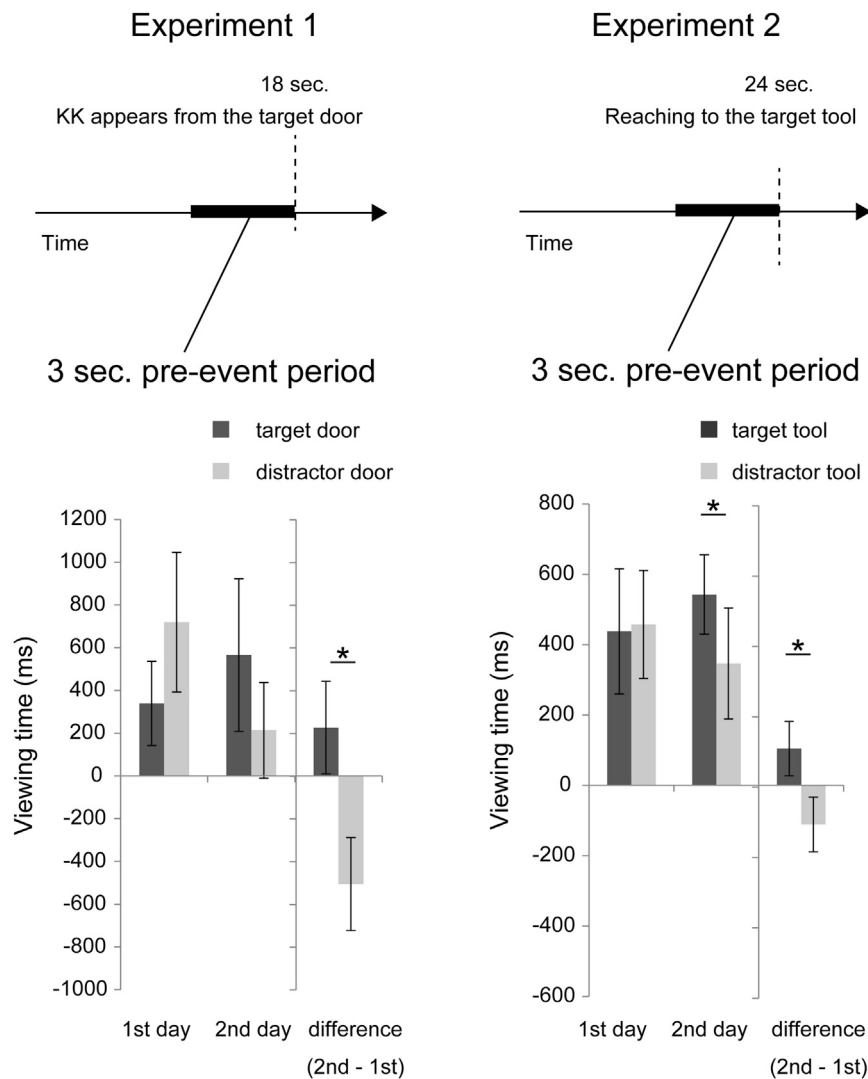 Experiment 1
18 sec.
KK appears from the target door
Time
3 sec. pre-event period
target door
distractor door
1200
1000
800
600
400
200
0
-200
-400
-600
-800
-1000
Viewing time (ms)
*
1st day
2nd day
difference
(2nd - 1st)
Experiment 2
24 sec.
Reaching to the target tool
Time
3 sec. pre-event period
target tool
distractor tool
800
600
400
200
0
-200
-400
-600
Viewing time (ms)
*
*
1st day
2nd day
difference
(2nd - 1st)